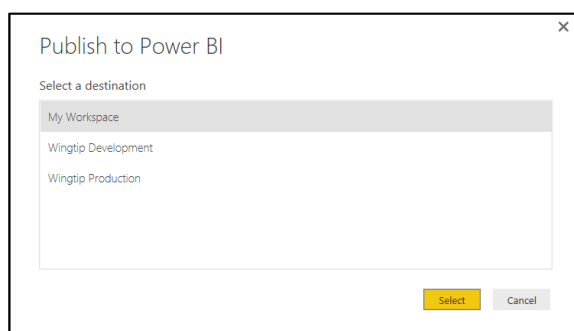 Publish to Power BI
Select a destination
My Workspace
Wingtip Development
Wingtip Production
Select Cancel